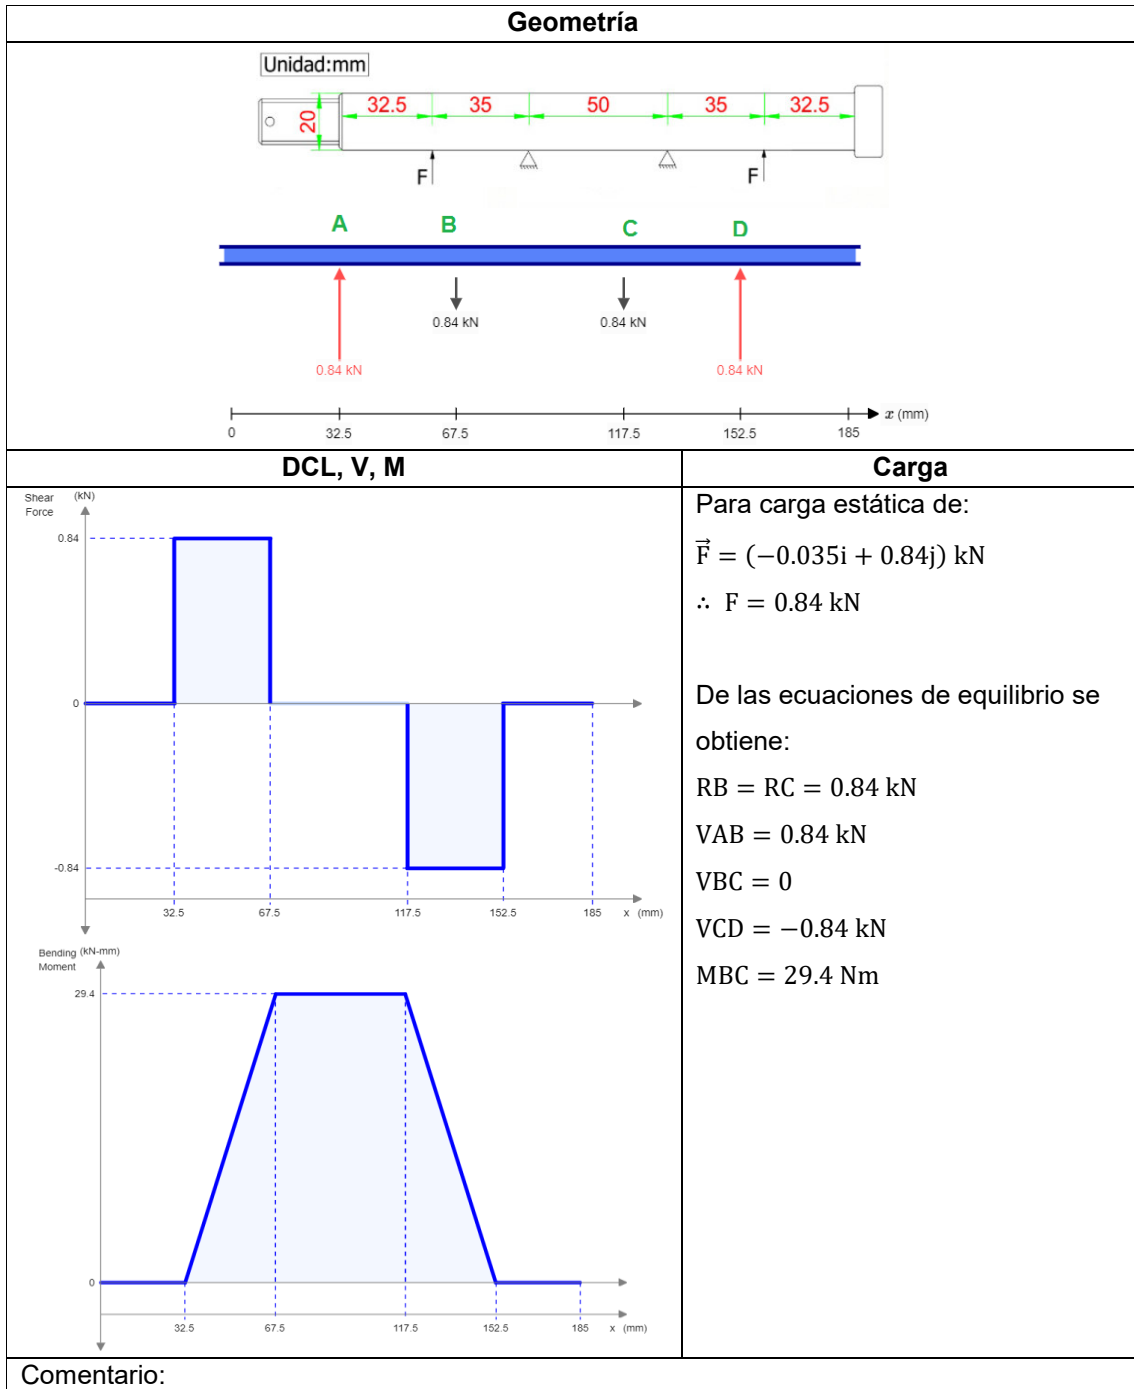 Geometría
Unidad:mm
20
32.5 35 50 35 32.5
F F
A B C D
0.84 kN 0.84 kN
0.84 kN 0.84 kN
x (mm)
0 32.5 67.5 117.5 152.5 185
DCL, V, M
Shear (kN)
Force
0.84
0
-0.84
32.5 67.5 117.5 152.5 185 x (mm)
Bending (kN-mm)
Moment
29.4
0
32.5 67.5 117.5 152.5 185 x (mm)
Carga
Para carga estática de:
F⃗ = (−0.035i + 0.84j) kN
∴ F = 0.84 kN
De las ecuaciones de equilibrio se
obtiene:
RB = RC = 0.84 kN
VAB = 0.84 kN
VBC = 0
VCD = −0.84 kN
MBC = 29.4 Nm
Comentario: